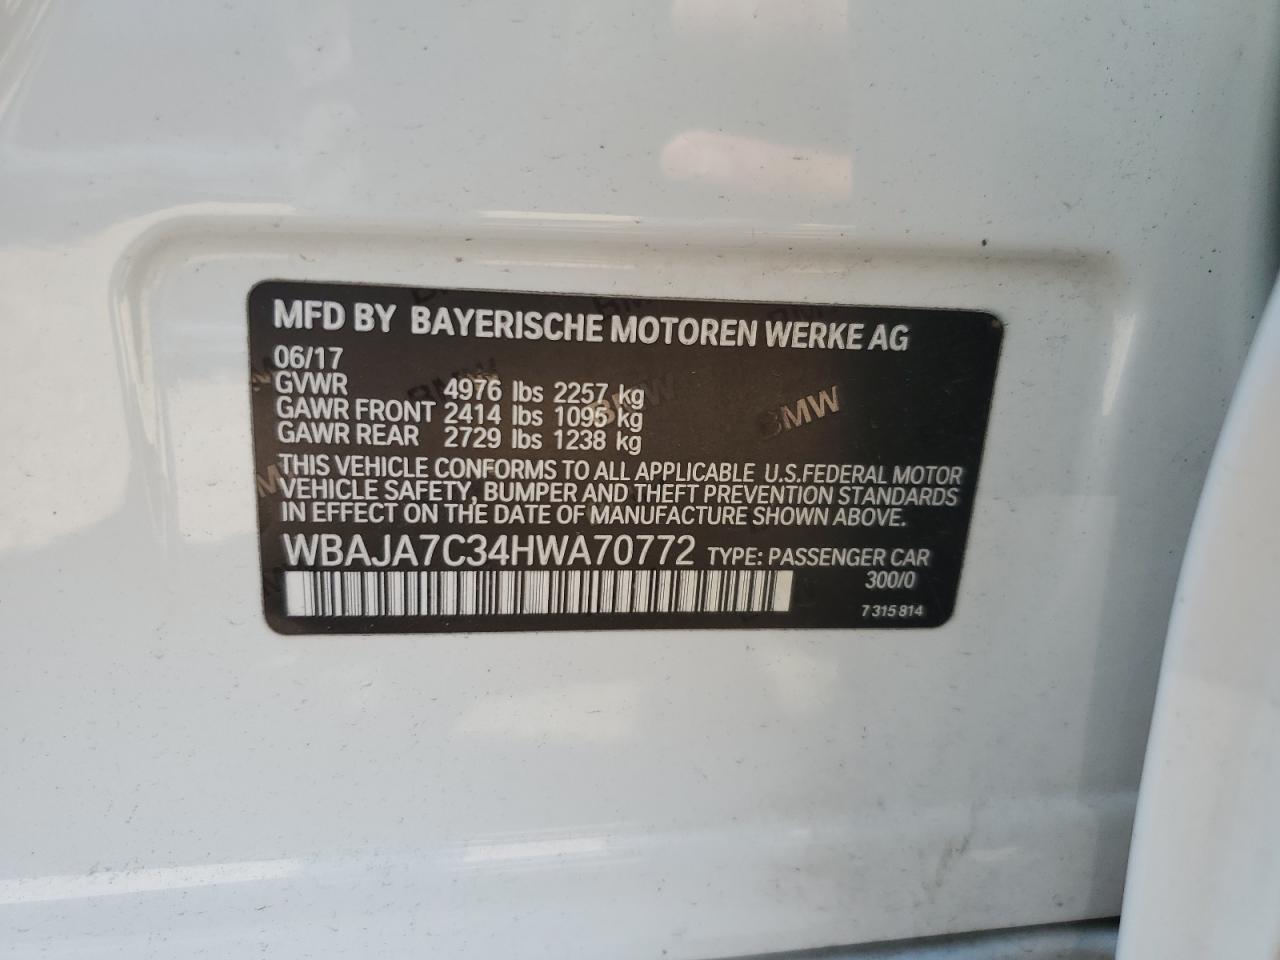 MFD BY BAYERISCHE MOTOREN WERKE AG
06/17
GVWR 4976 lbs 2257 kg
GAWR FRONT 2414 lbs 1095 kg
GAWR REAR 2729 lbs 1238 kg
THIS VEHICLE CONFORMS TO ALL APPLICABLE U.S.FEDERAL MOTOR
VEHICLE SAFETY, BUMPER AND THEFT PREVENTION STANDARDS
IN EFFECT ON THE DATE OF MANUFACTURE SHOWN ABOVE.
WBAJA7C34HWA70772 TYPE: PASSENGER CAR
300/0
7 315 814
BMW